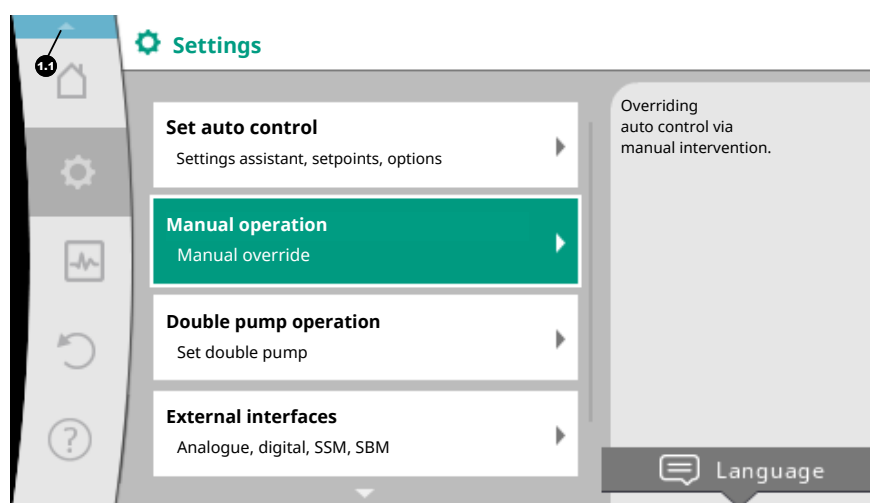 Settings
1.1
Set auto control
Settings assistant, setpoints, options
Manual operation
Manual override
Double pump operation
Set double pump
External interfaces
Analogue, digital, SSM, SBM
Overriding
auto control via
manual intervention.
?
Language